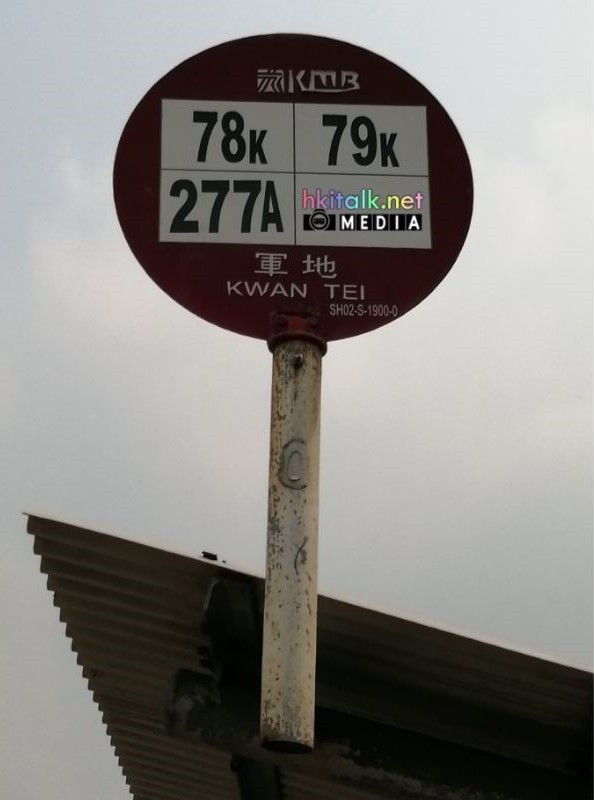 KMB
78K 79K
277A hkitalk.net
MEDIA
軍地
KWAN TEI
SH02-S-1900-0